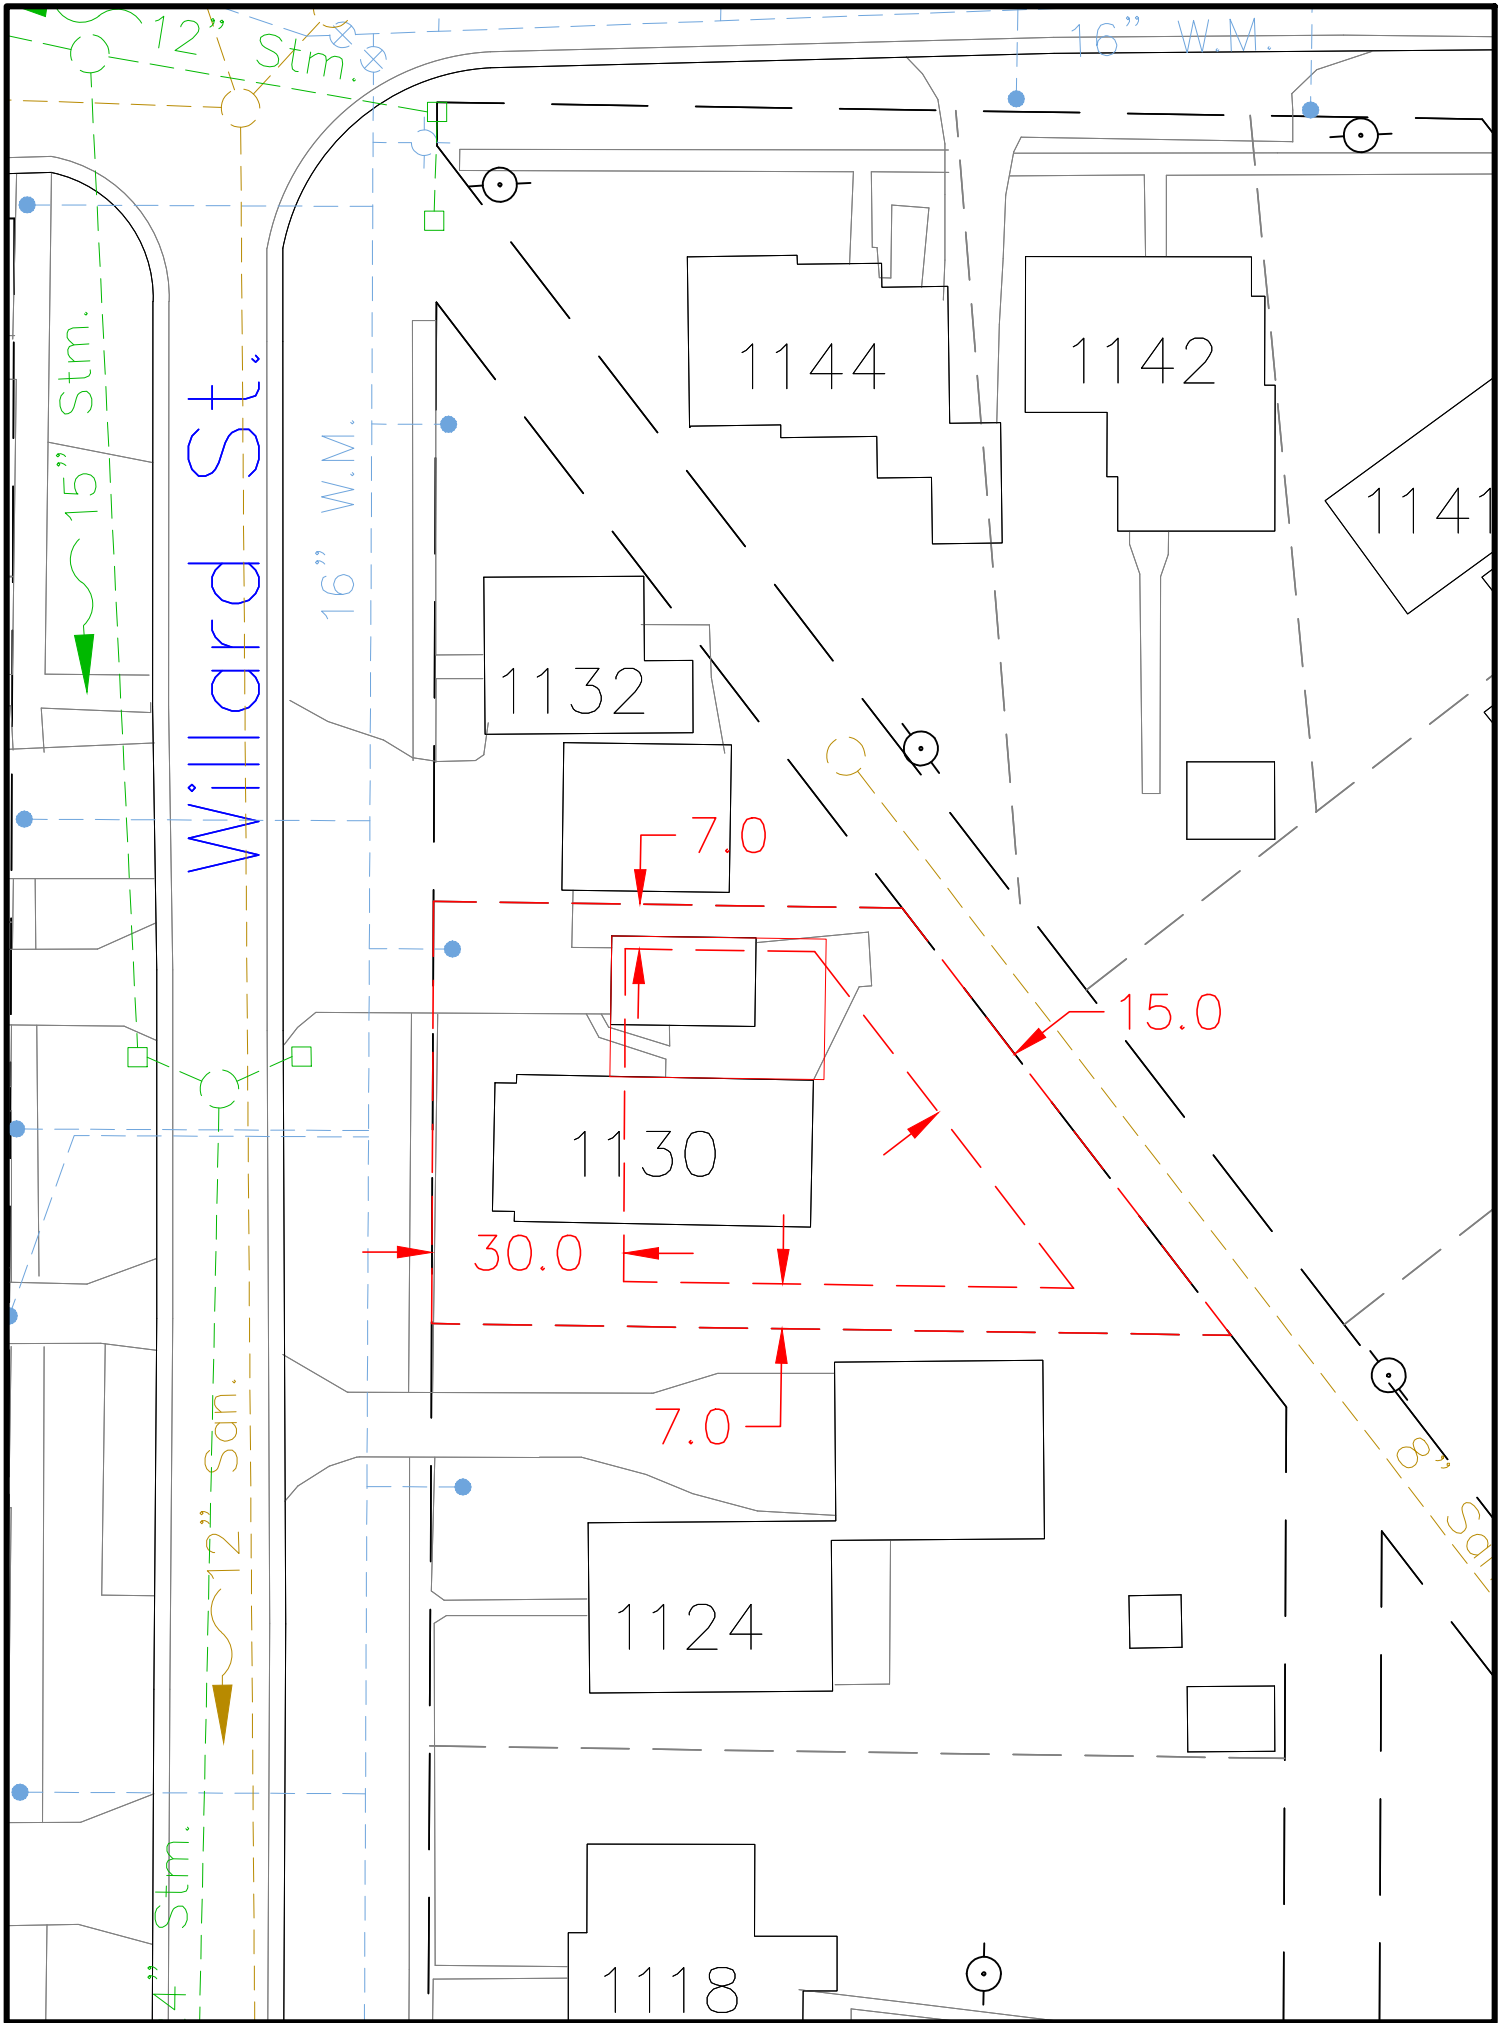 12” Stm.
16” W.M.
15” Stm.
Willard St.
16” W.M.
1144
1142
1141
1132
7.0
15.0
1130
30.0
7.0
12” San.
8” San
1124
4” Stm.
1118